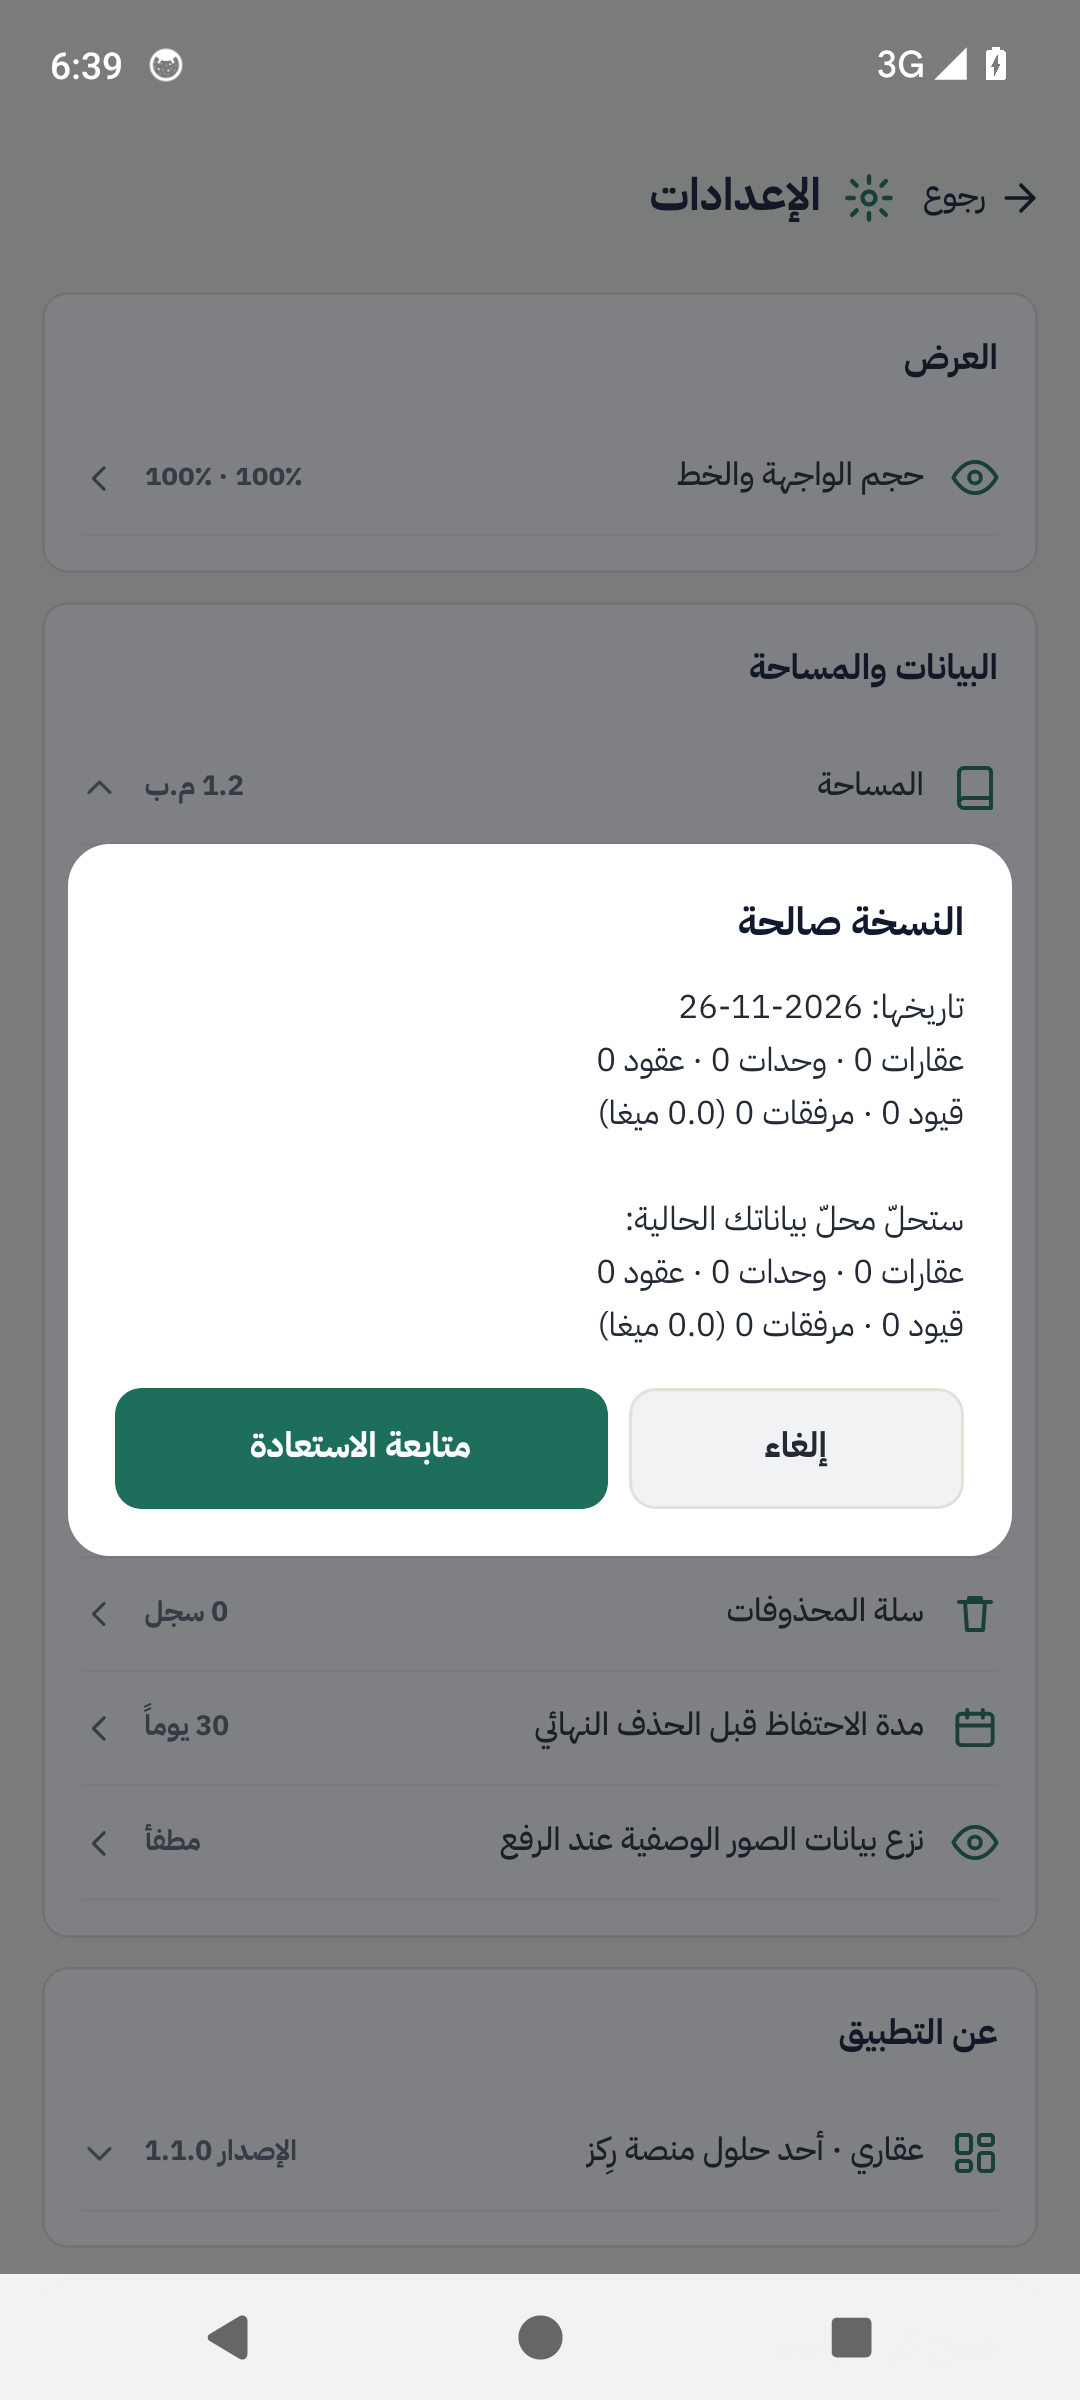 6:39
3G
رجوع
الإعدادات
العرض
حجم الواجهة والخط
100٪ · 100٪
البيانات والمساحة
المساحة
1.2 م.ب
النسخة صالحة
تاريخها: 2026-11-26
عقارات 0 · وحدات 0 · عقود 0
قيود 0 · مرفقات 0 (0.0 ميغا)
ستحلّ محلّ بياناتك الحالية:
عقارات 0 · وحدات 0 · عقود 0
قيود 0 · مرفقات 0 (0.0 ميغا)
إلغاء
متابعة الاستعادة
سلة المحذوفات
0 سجل
مدة الاحتفاظ قبل الحذف النهائي
30 يوماً
نزع بيانات الصور الوصفية عند الرفع
مطفأ
عن التطبيق
عقاري · أحد حلول منصة رِكز
الإصدار 1.1.0